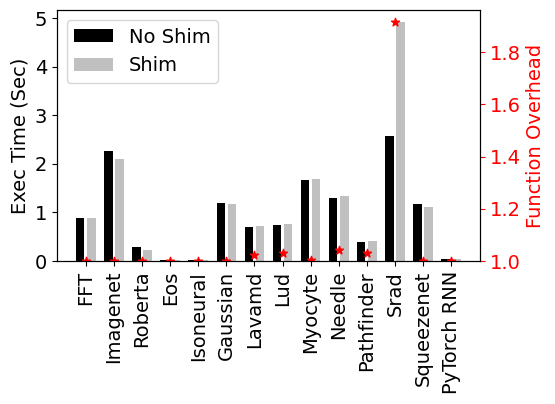 No Shim
Shim
Exec Time (Sec)
5
4
3
2
1
0
1.8
1.6
1.4
1.2
1.0
Function Overhead
FFT
Imagenet
Roberta
Eos
Isoneural
Gaussian
Lavamd
Lud
Myocyte
Needle
Pathfinder
Srad
Squeezenet
PyTorch RNN